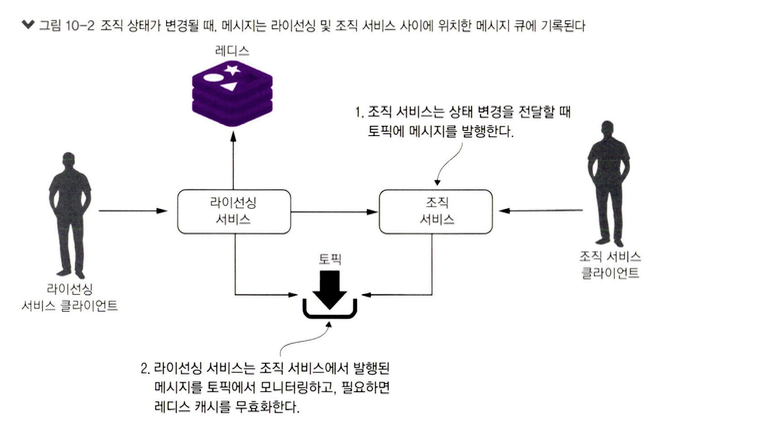 그림 10-2 조직 상태가 변경될 때, 메시지는 라이선싱 및 조직 서비스 사이에 위치한 메시지 큐에 기록된다
레디스
1. 조직 서비스는 상태 변경을 전달할 때
토픽에 메시지를 발행한다.
라이선싱
서비스
조직
서비스
라이선싱
서비스 클라이언트
조직 서비스
클라이언트
토픽
2. 라이선싱 서비스는 조직 서비스에서 발행된
메시지를 토픽에서 모니터링하고, 필요하면
레디스 캐시를 무효화한다.